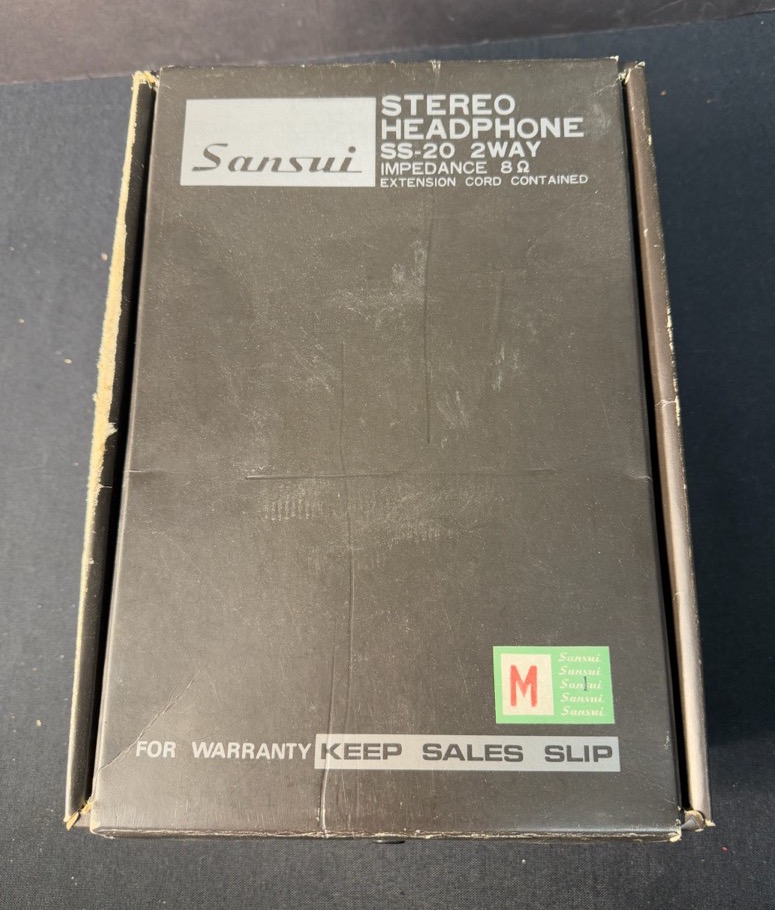 Sansui
STEREO
HEADPHONE
SS-20 2WAY
IMPEDANCE 8Ω
EXTENSION CORD CONTAINED
M
Sansui
Sansui
Sansui
Sansui
Sansui
FOR WARRANTY KEEP SALES SLIP